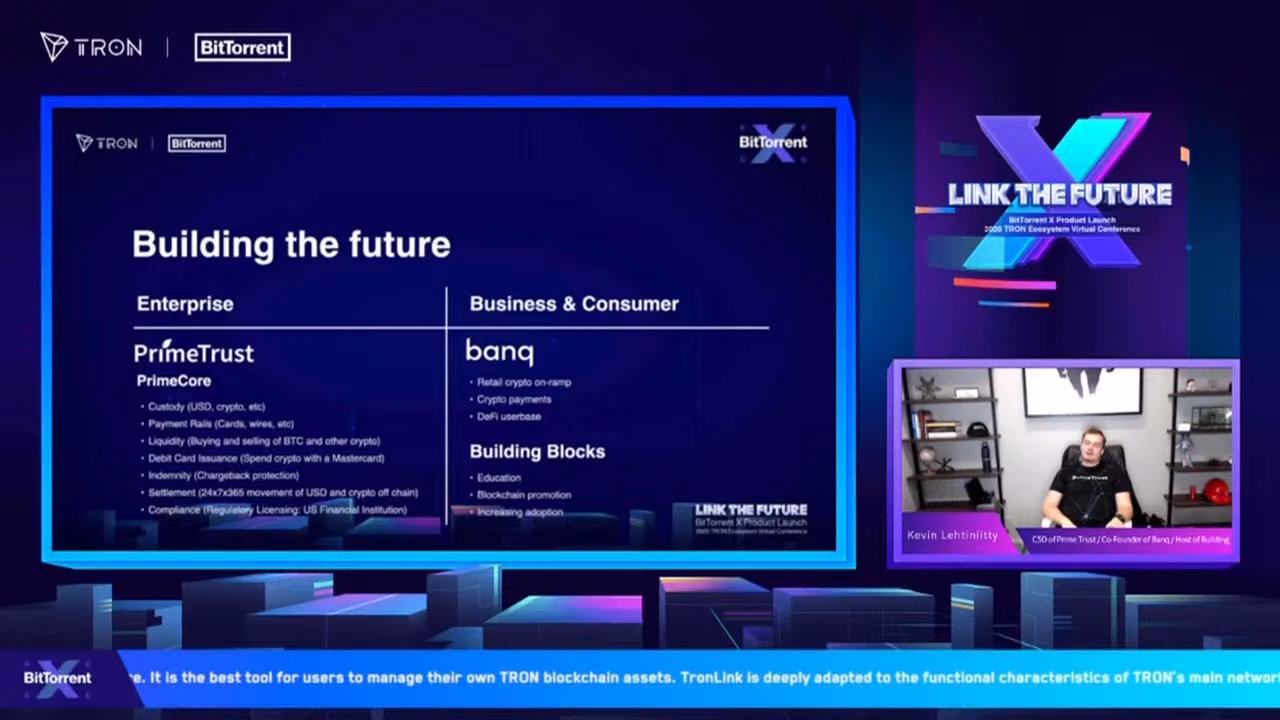 TRON | BitTorrent
TRON | BitTorrent
BitTorrent
Building the future
Enterprise
PrimeTrust
PrimeCore
• Custody (USD, crypto, etc)
• Payment Rails (Cards, wires, etc)
• Liquidity (Buying and selling of BTC and other crypto)
• Debit Card Issuance (Spend crypto with a Mastercard)
• Indemnity (Chargeback protection)
• Settlement (24x7x365 movement of USD and crypto off chain)
• Compliance (Regulatory Licensing: US Financial Institution)
Business & Consumer
banq
• Retail crypto on-ramp
• Crypto payments
• DeFi userbase
Building Blocks
• Education
• Blockchain promotion
• Increasing adoption
LINK THE FUTURE
BitTorrent X Product Launch
2020 TRON Ecosystem Virtual Conference
LINK THE FUTURE
BitTorrent X Product Launch
2020 TRON Ecosystem Virtual Conference
PrimeTrust
Kevin Lehtiniitty
CSO of Prime Trust / Co-Founder of Banq / Host of Building
BitTorrent
re. It is the best tool for users to manage their own TRON blockchain assets. TronLink is deeply adapted to the functional characteristics of TRON's main networ